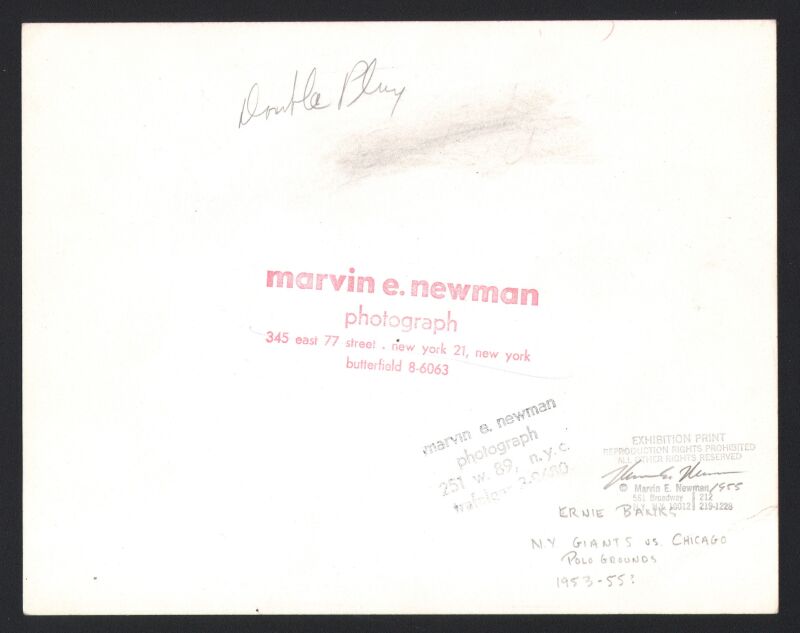 Double Play
marvin e. newman
photograph
345 east 77 street . new york 21, new york
butterfield 8-6063
marvin e. newman
photograph
251 w. 89, n.y.c.
EXHIBITION PRINT
REPRODUCTION RIGHTS PROHIBITED
ALL OTHER RIGHTS RESERVED
© Marvin E. Newman 1955
561 Broadway 212
N.Y. N.Y. 10012 219-1228
ERNIE BANKS
N.Y GIANTS VS. CHICAGO
POLO GROUNDS
1953-55?